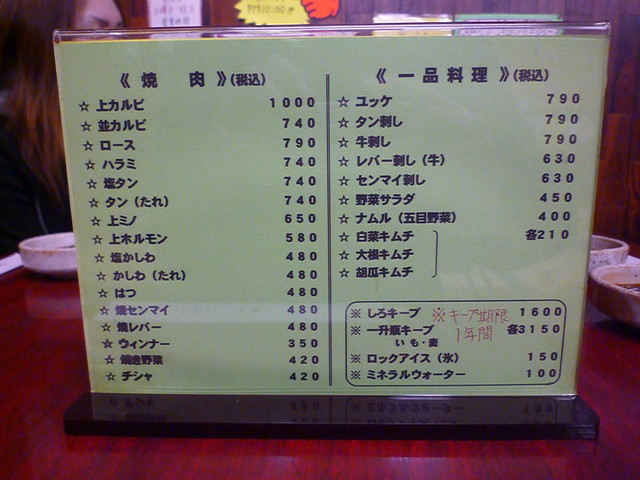 PM10:00
《 焼 肉 》(税込)
☆ 上カルビ 1000
☆ 並カルビ 740
☆ ロース 790
☆ ハラミ 740
☆ 塩タン 740
☆ タン（たれ） 740
☆ 上ミノ 650
☆ 上ホルモン 580
☆ 塩かしわ 480
☆ かしわ（たれ） 480
☆ はつ 480
☆ 焼センマイ 480
☆ 焼レバー 480
☆ ウィンナー 350
☆ 焼き野菜 420
☆ チシャ 420
《 一品料理 》(税込)
☆ ユッケ 790
☆ タン刺し 790
☆ 牛刺し 790
☆ レバー刺し（牛） 630
☆ センマイ刺し 630
☆ 野菜サラダ 450
☆ ナムル（五目野菜） 400
☆ 白菜キムチ 各210
☆ 大根キムチ
☆ 胡瓜キムチ
※ しろキープ ※キープ期限 1600
※ 一升瓶キープ 1年間 各3150
いも・麦
※ ロックアイス（氷） 150
※ ミネラルウォーター 100